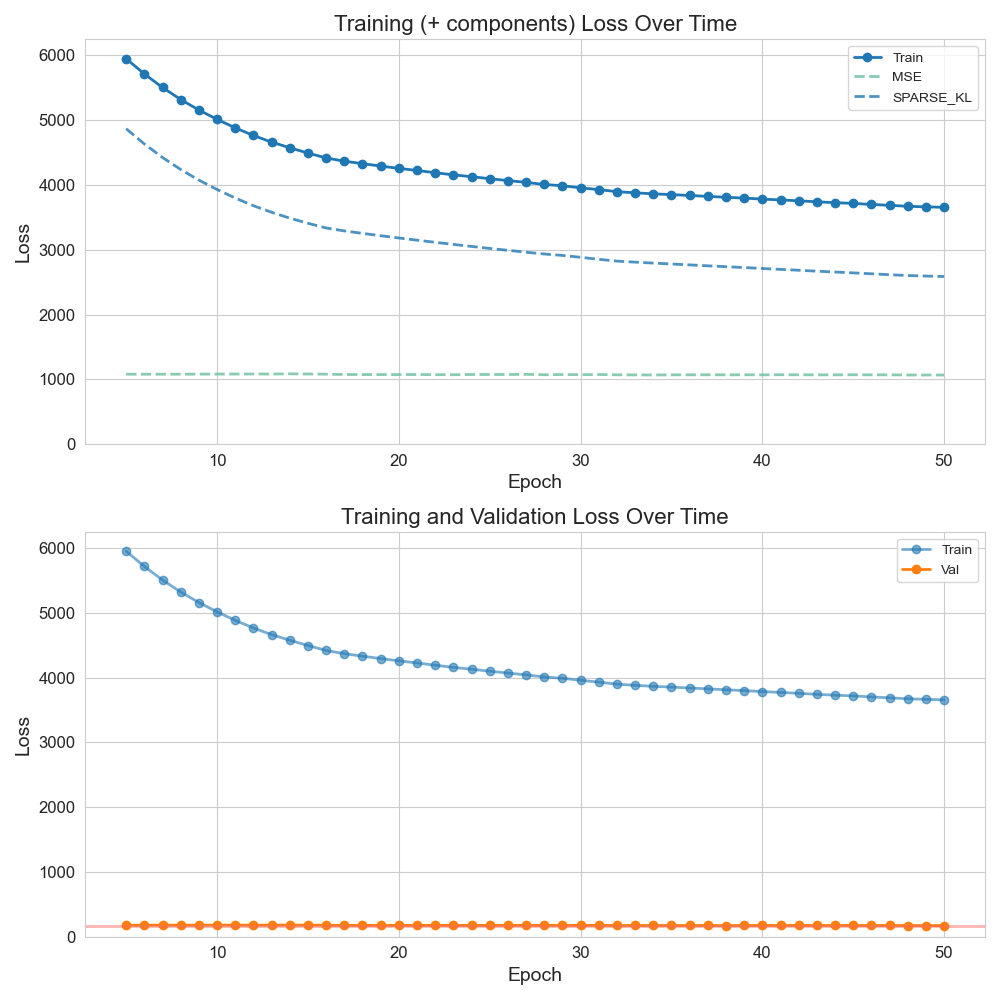 Training (+ components) Loss Over Time
6000
5000
4000
3000
2000
1000
0
Loss
Train
MSE
SPARSE_KL
10 20 30 40 50
Epoch
Training and Validation Loss Over Time
6000
5000
4000
3000
2000
1000
0
Loss
Train
Val
10 20 30 40 50
Epoch